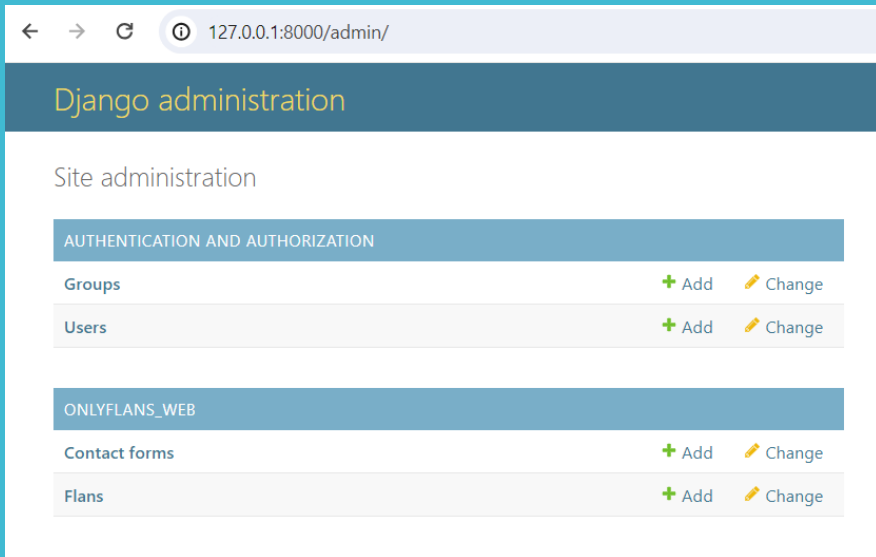 127.0.0.1:8000/admin/
Django administration
Site administration
AUTHENTICATION AND AUTHORIZATION
Groups Add Change
Users Add Change
ONLYFLANS_WEB
Contact forms Add Change
Flans Add Change